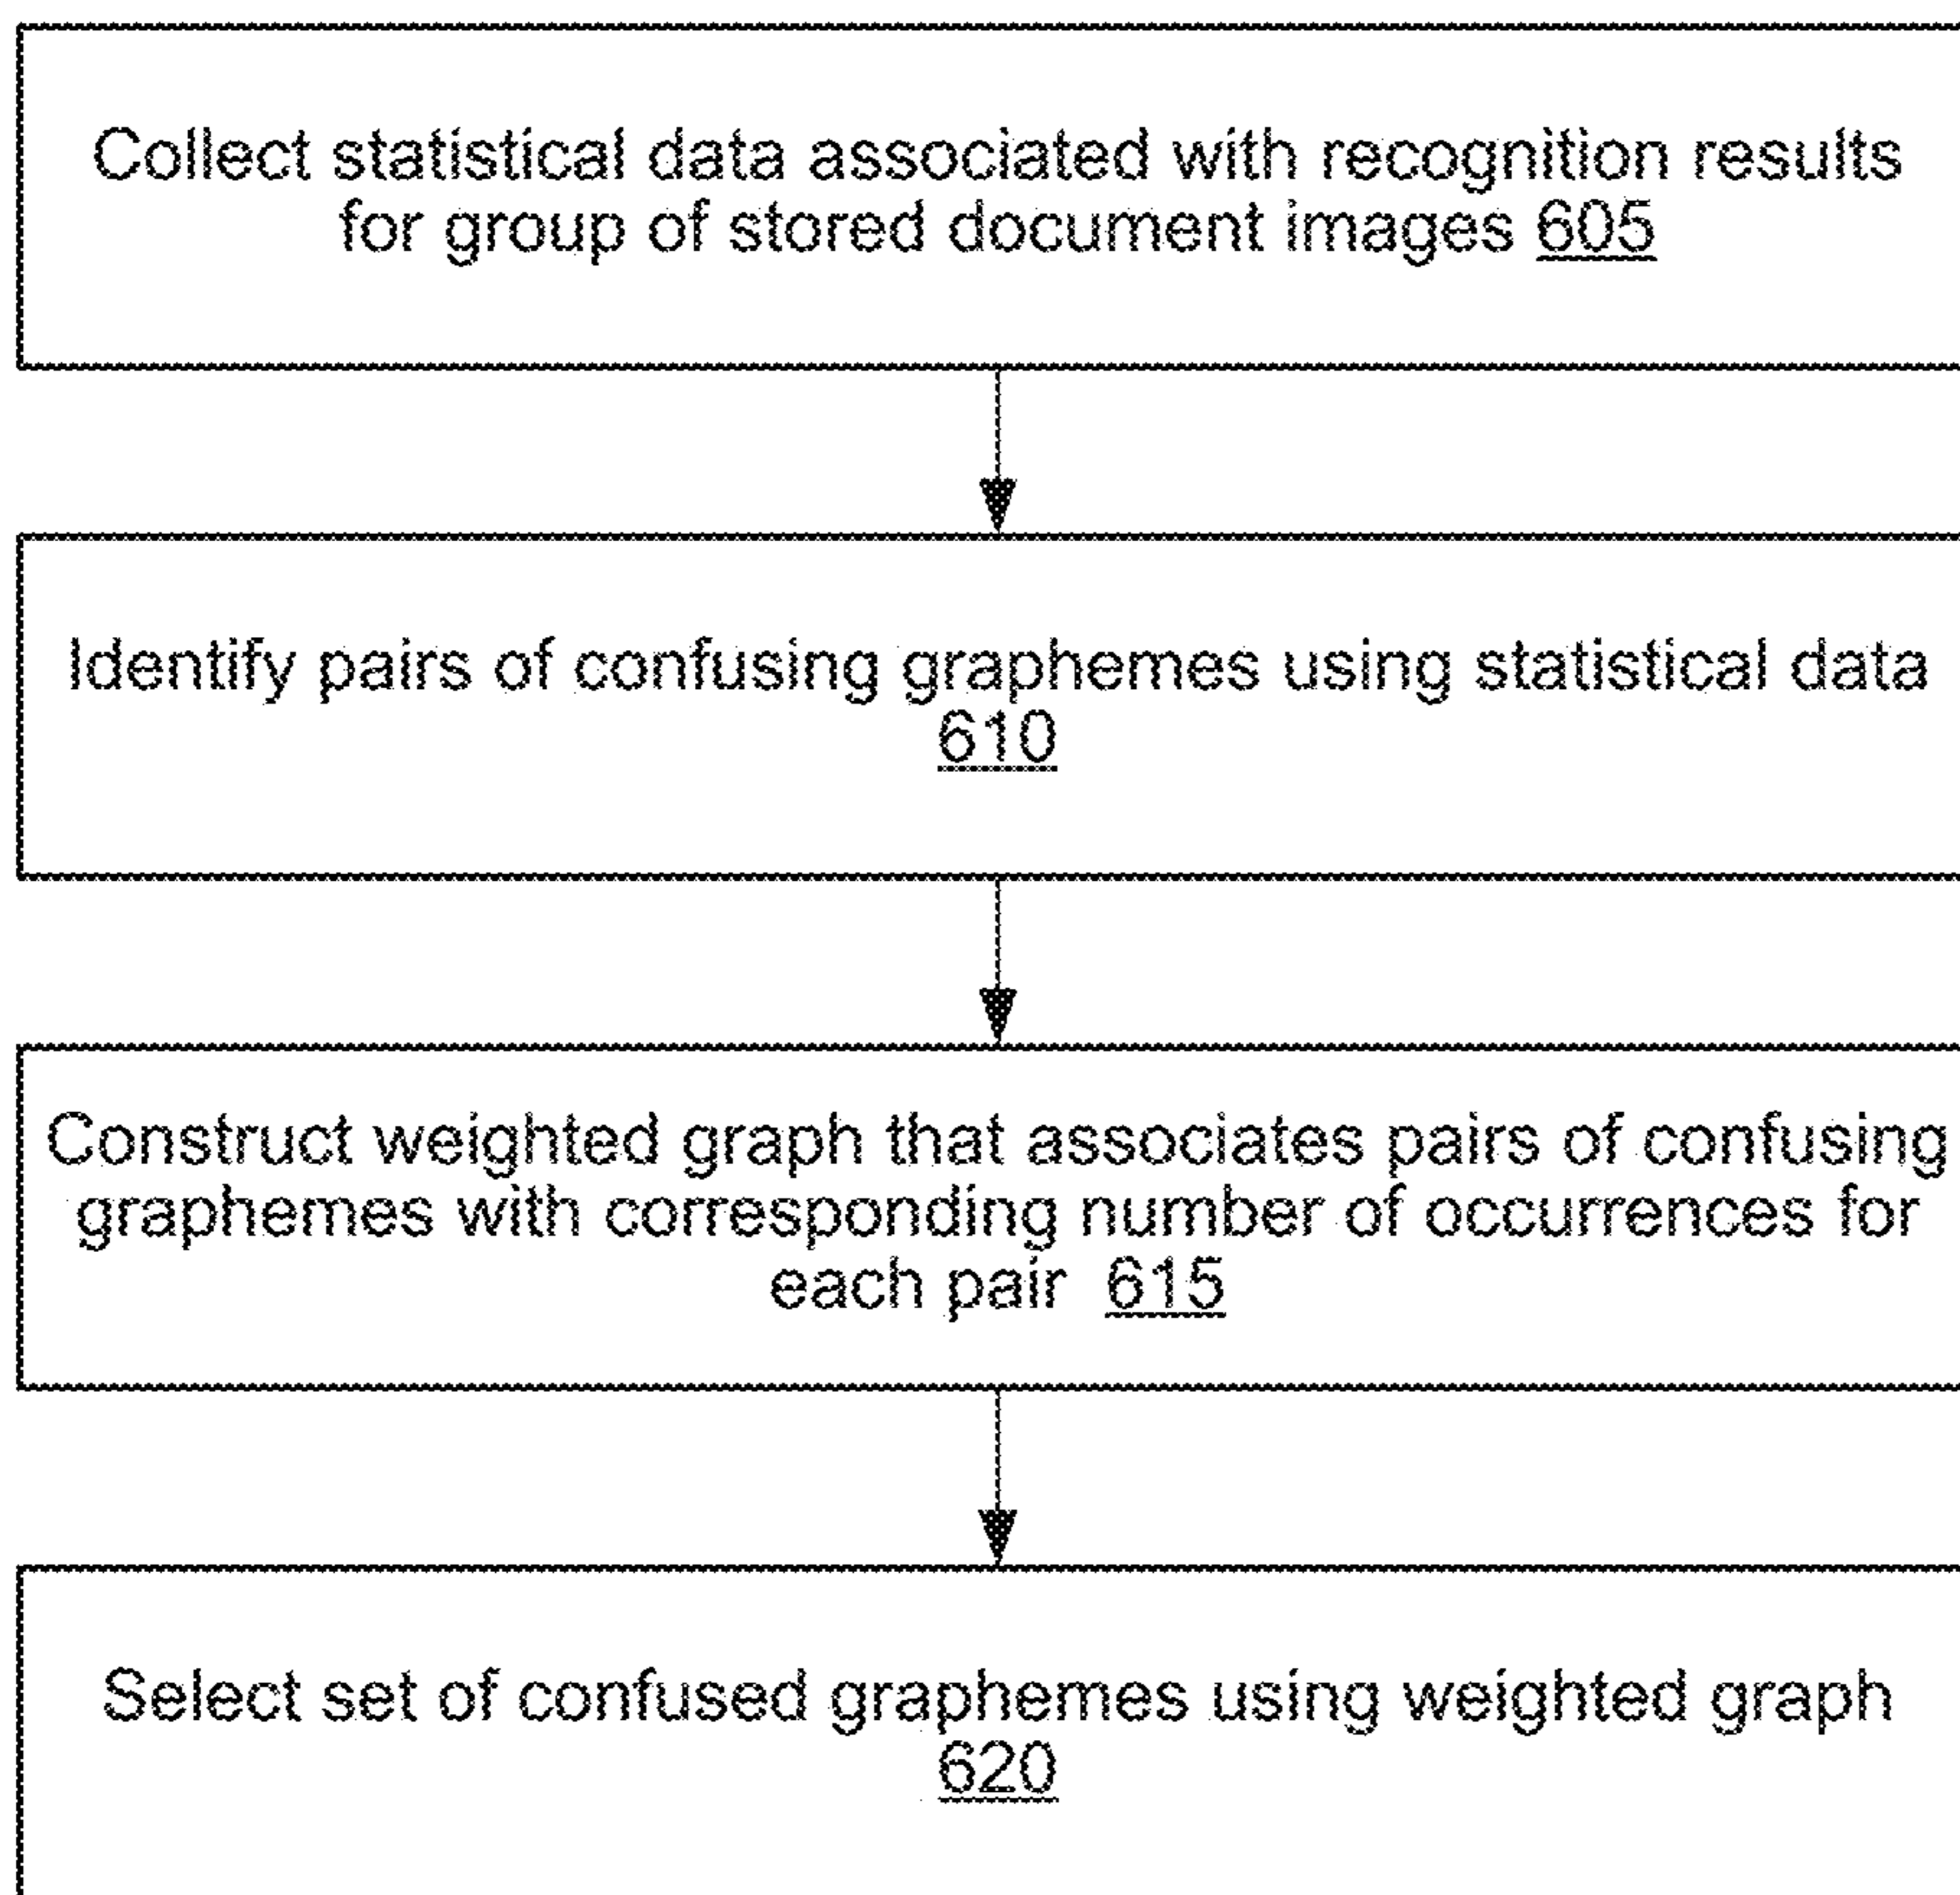 Collect statistical data associated with recognition results
for group of stored document images 605
Identify pairs of confusing graphemes using statistical data
610
Construct weighted graph that associates pairs of confusing
graphemes with corresponding number of occurrences for
each pair 615
Select set of confused graphemes using weighted graph
620